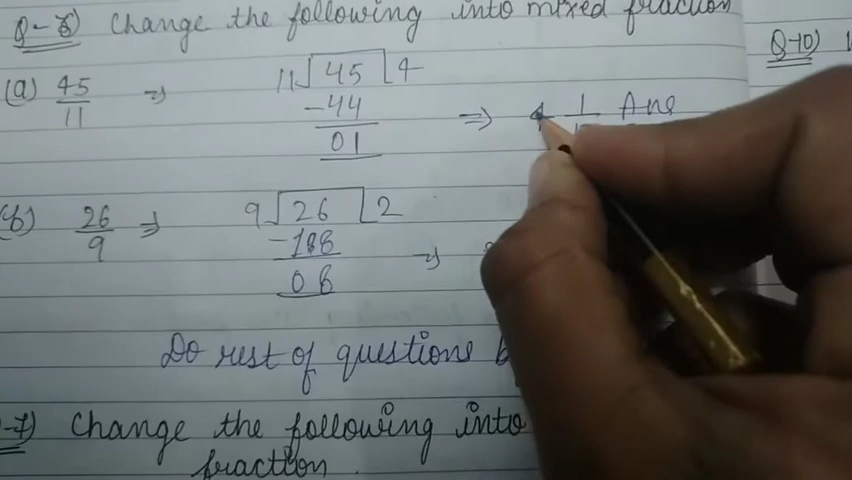 Q-6) Change the following into mixed fraction
Q-10)
(a) 45/11 ⇒ 11 √45 4
-44
01
⇒ 4 1/ Ans
(b) 26/9 ⇒ 9 √26 2
-18
08
⇒
Do rest of questions
-7) Change the following into
fraction.